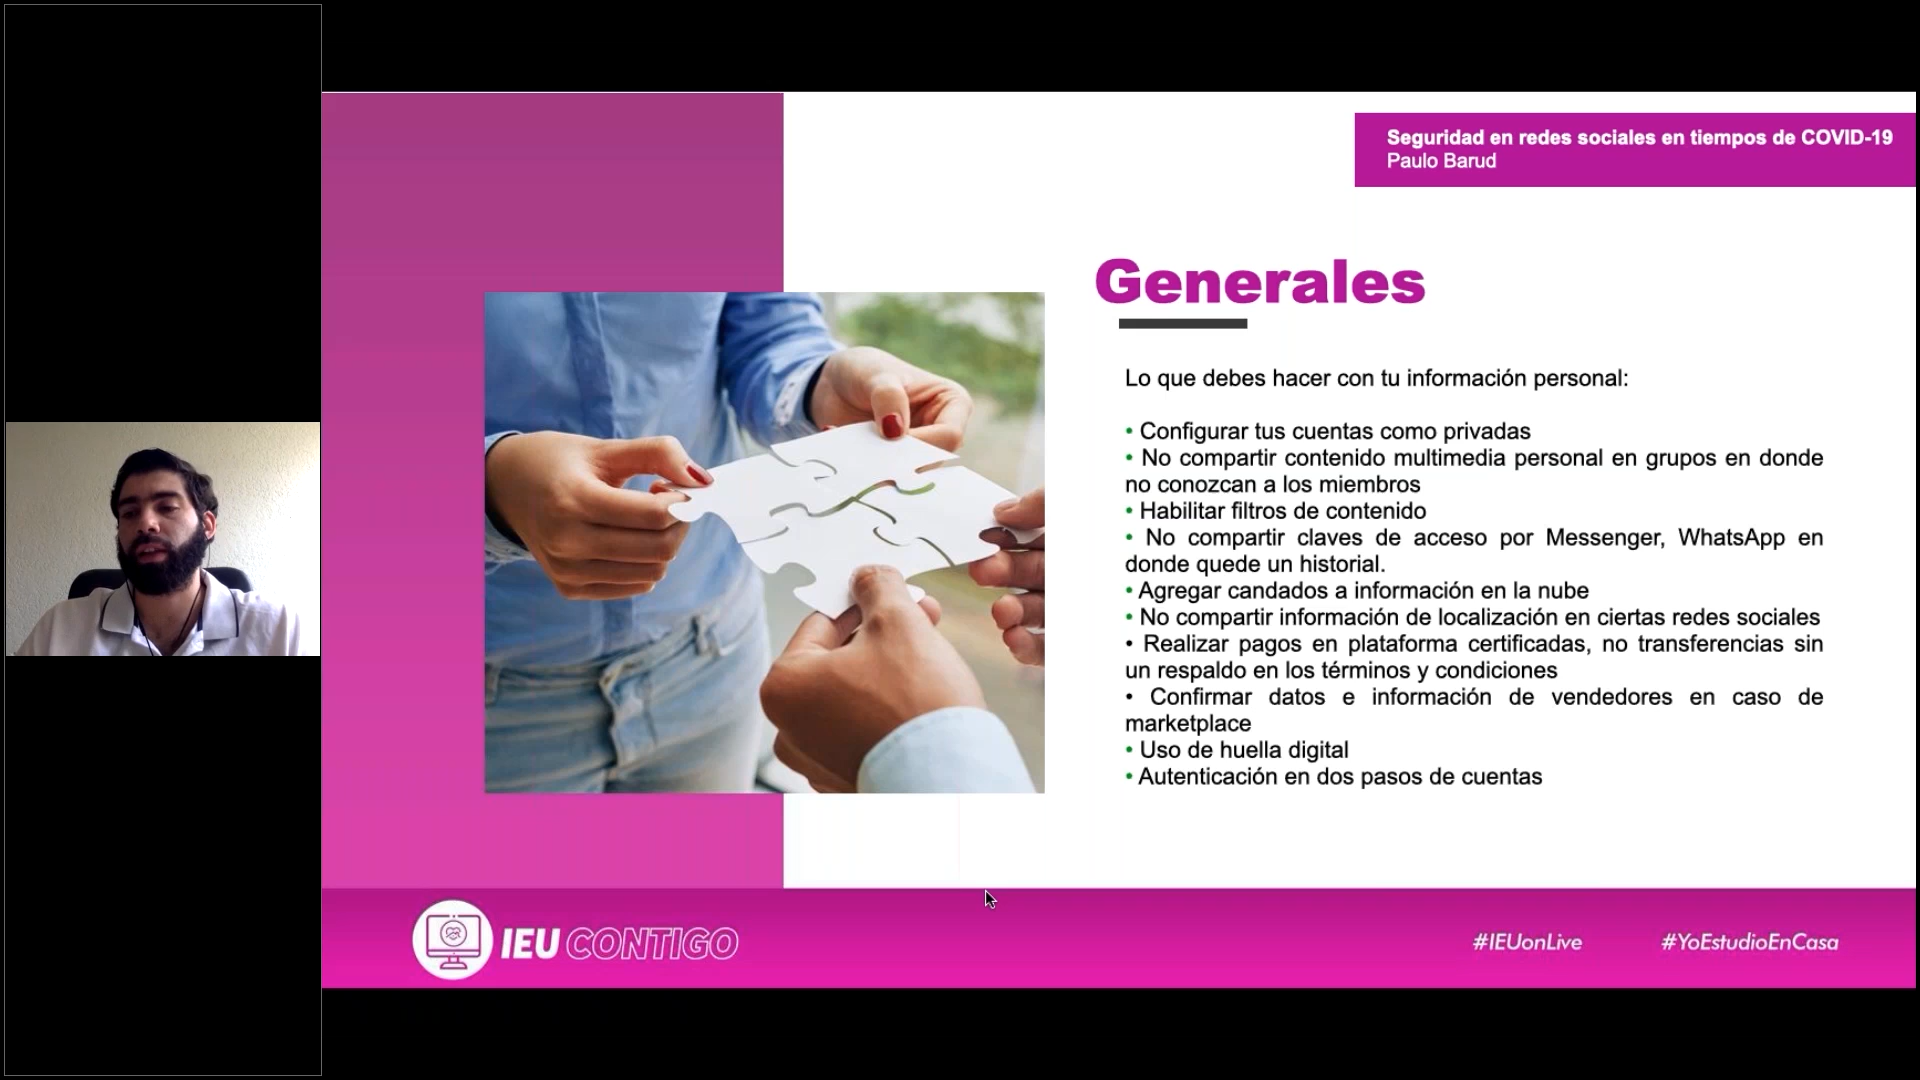 Seguridad en redes sociales en tiempos de COVID-19
Paulo Barud
Generales
Lo que debes hacer con tu información personal:
• Configurar tus cuentas como privadas
• No compartir contenido multimedia personal en grupos en donde
no conozcan a los miembros
• Habilitar filtros de contenido
• No compartir claves de acceso por Messenger, WhatsApp en
donde quede un historial.
• Agregar candados a información en la nube
• No compartir información de localización en ciertas redes sociales
• Realizar pagos en plataforma certificadas, no transferencias sin
un respaldo en los términos y condiciones
• Confirmar datos e información de vendedores en caso de
marketplace
• Uso de huella digital
• Autenticación en dos pasos de cuentas
IEU CONTIGO
#IEUonLive
#YoEstudioEnCasa